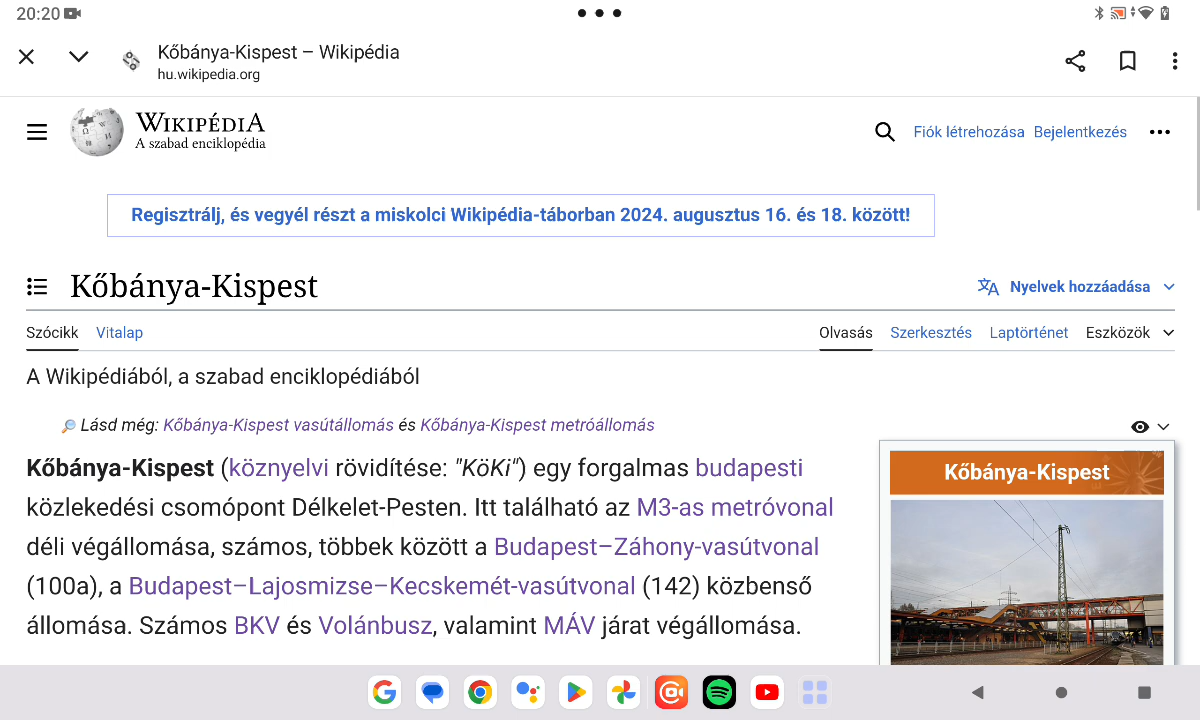 20:20
Kőbánya-Kispest – Wikipédia
hu.wikipedia.org
WIKIPÉDIA
A szabad enciklopédia
Fiók létrehozása Bejelentkezés
Regisztrálj, és vegyél részt a miskolci Wikipédia-táborban 2024. augusztus 16. és 18. között!
Kőbánya-Kispest
Nyelvek hozzáadása
Szócikk Vitalap
Olvasás Szerkesztés Laptörténet Eszközök
A Wikipédiából, a szabad enciklopédiából
Lásd még: Kőbánya-Kispest vasútállomás és Kőbánya-Kispest metróállomás
Kőbánya-Kispest (köznyelvi rövidítése: "KöKi") egy forgalmas budapesti
közlekedési csomópont Délkelet-Pesten. Itt található az M3-as metróvonal
déli végállomása, számos, többek között a Budapest–Záhony-vasútvonal
(100a), a Budapest–Lajosmizse–Kecskemét-vasútvonal (142) közbenső
állomása. Számos BKV és Volánbusz, valamint MÁV járat végállomása.
Kőbánya-Kispest